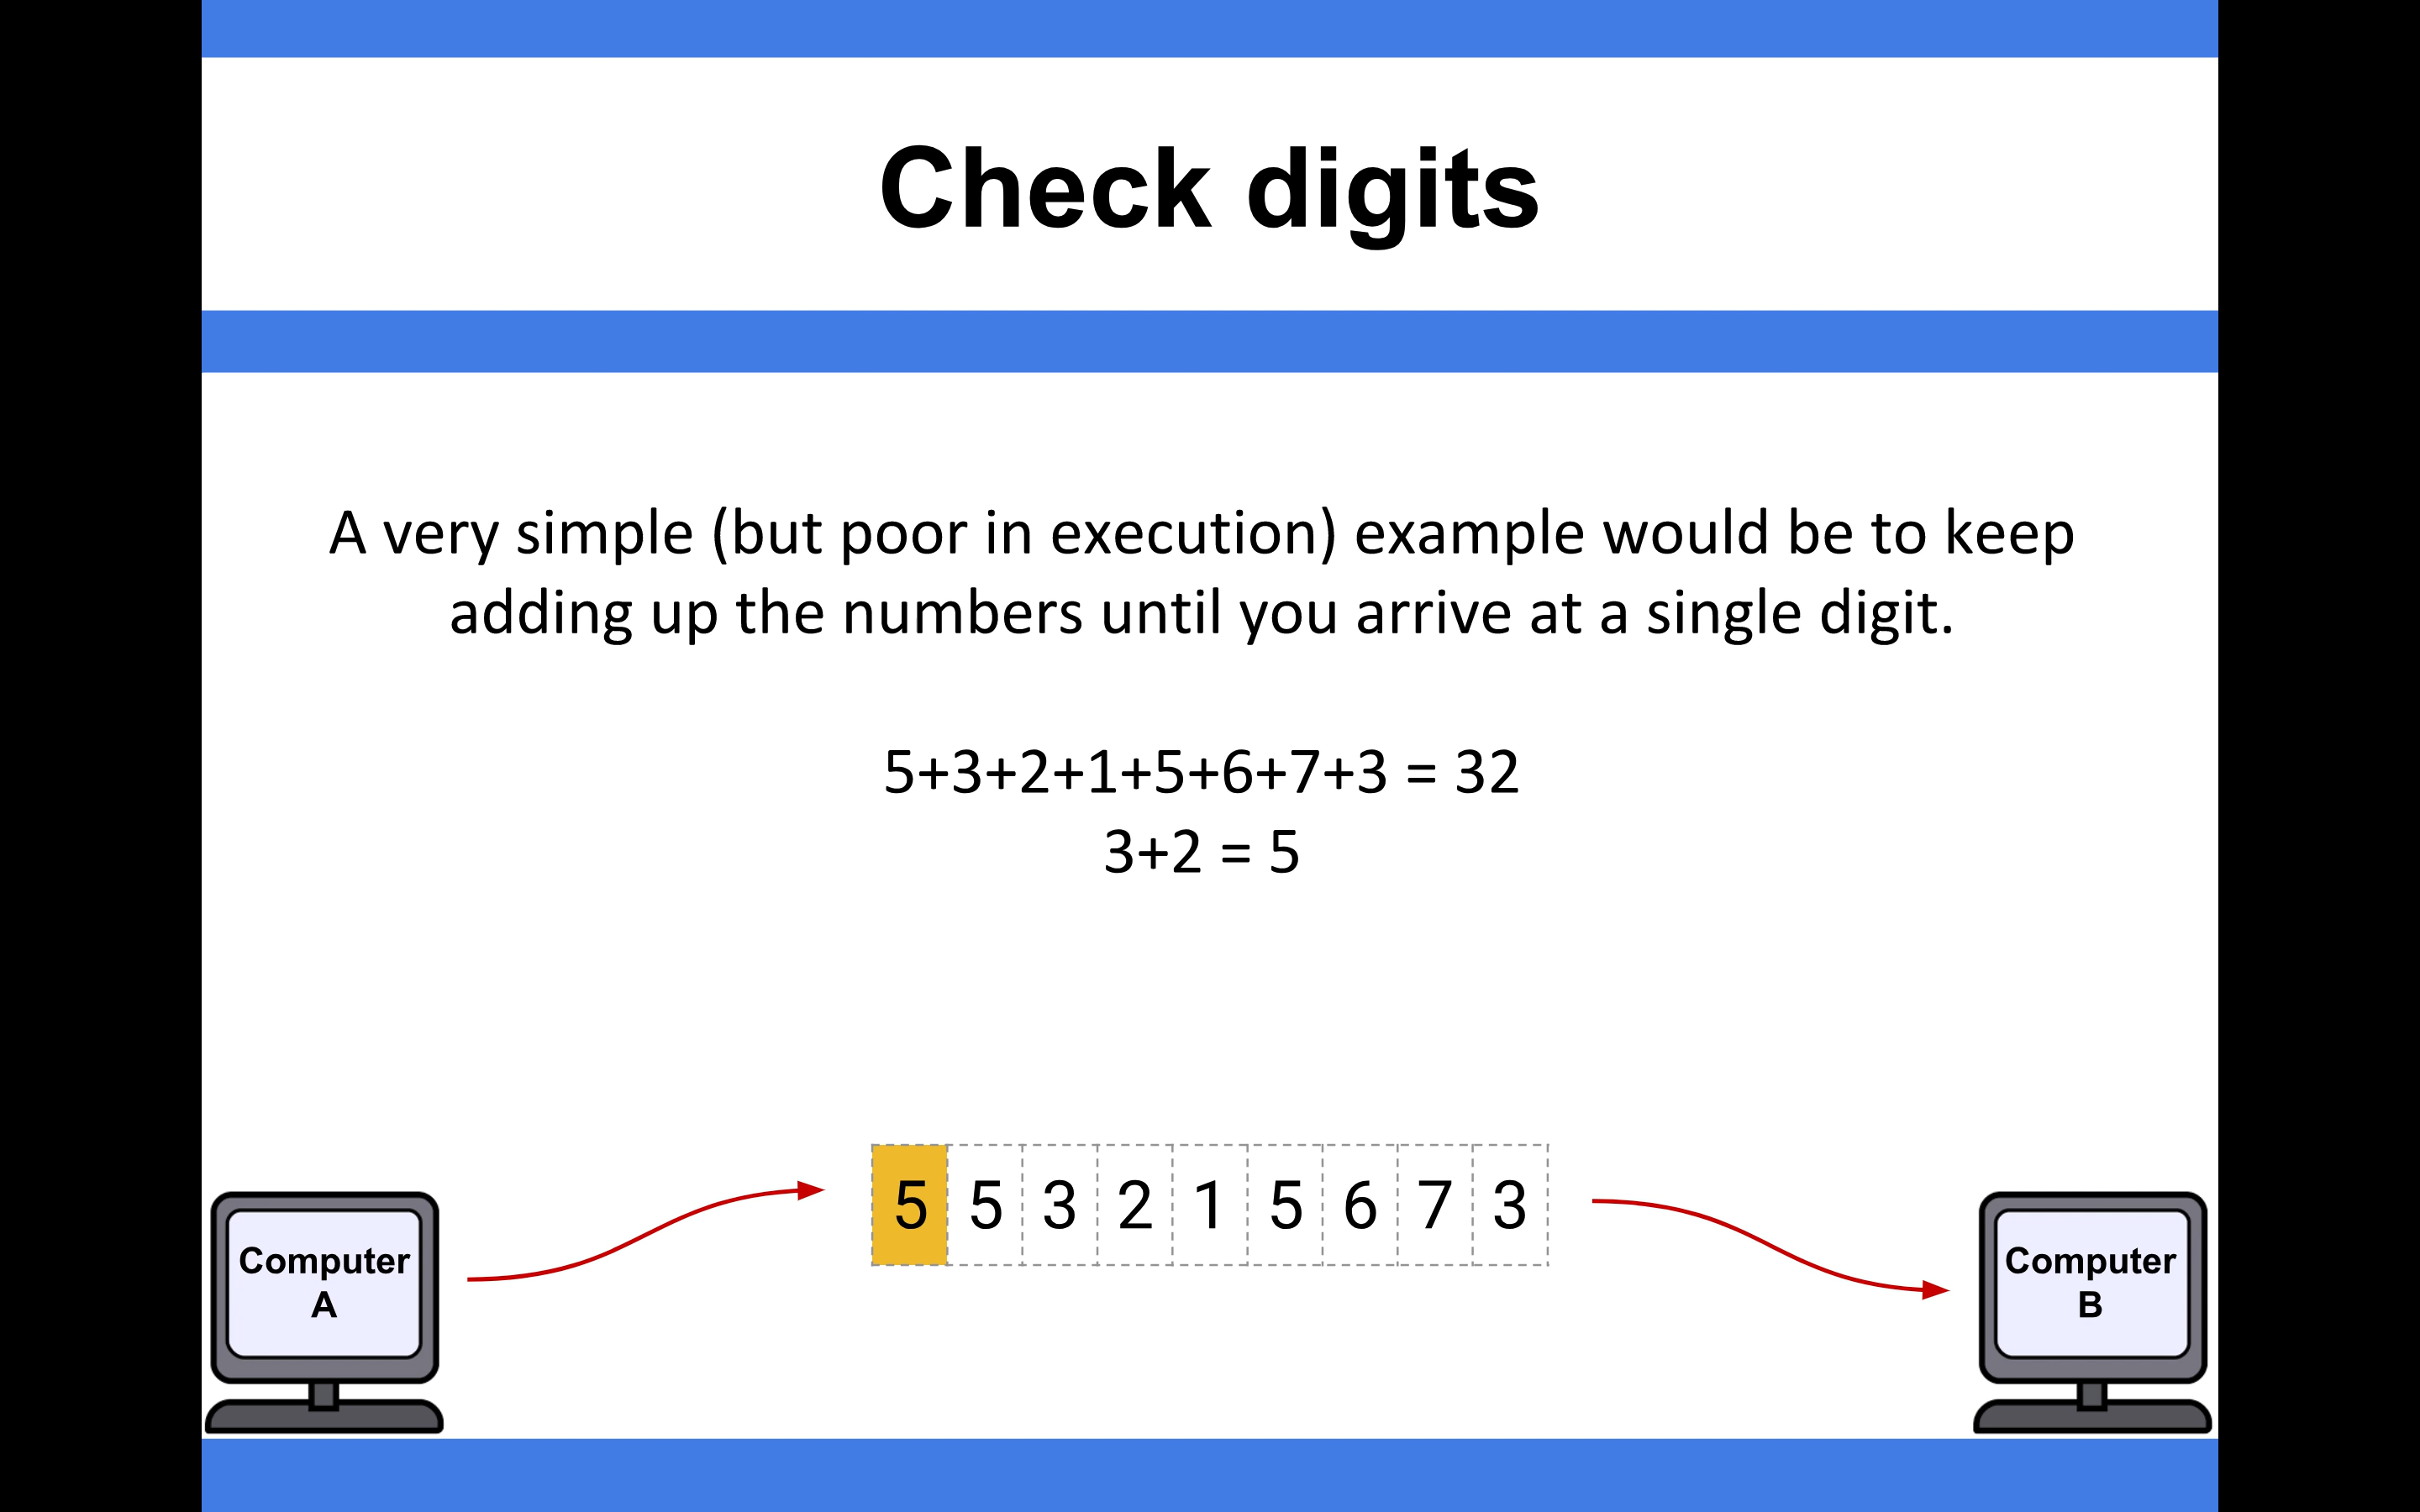 Check digits
A very simple (but poor in execution) example would be to keep
adding up the numbers until you arrive at a single digit.
5+3+2+1+5+6+7+3 = 32
3+2 = 5
5 5 3 2 1 5 6 7 3
Computer
A
Computer
B